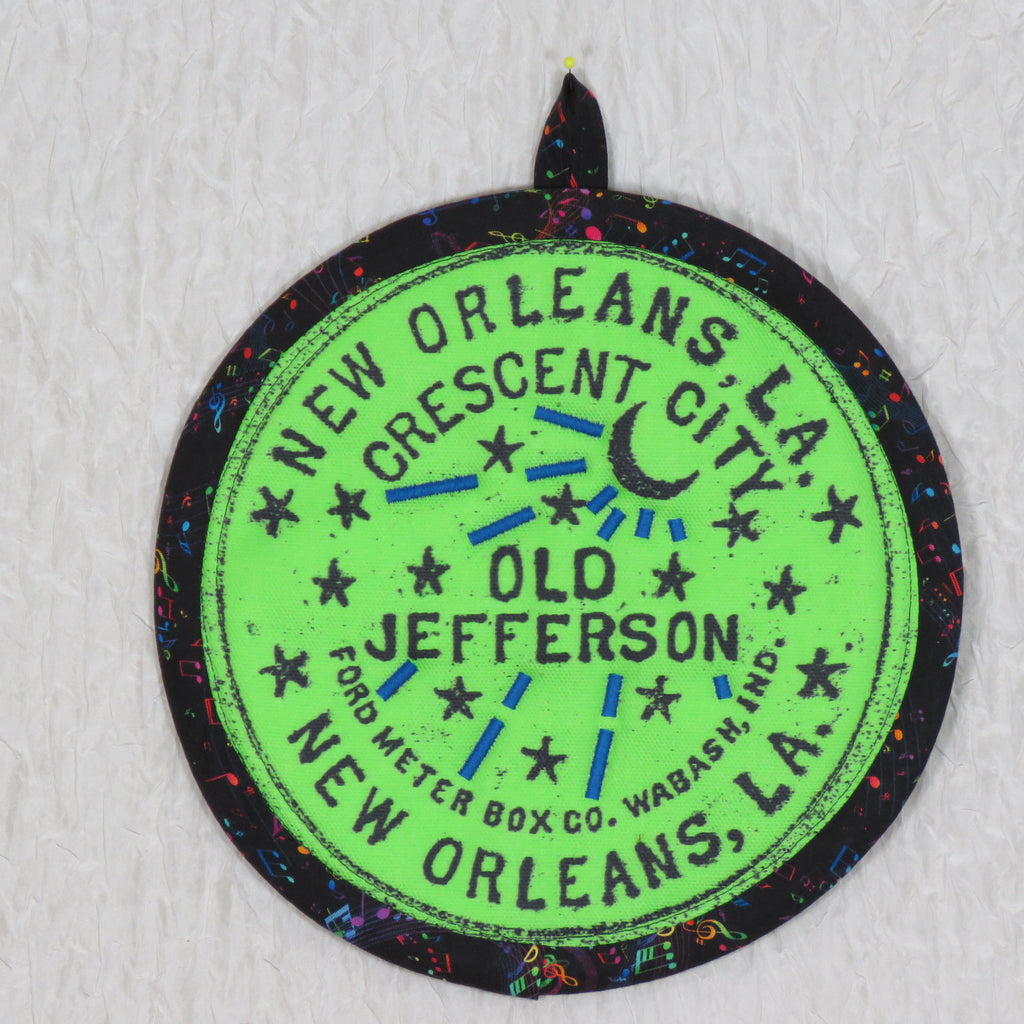 NEW ORLEANS, LA.
CRESCENT CITY
OLD
JEFFERSON
FORD METER BOX CO. WABASH, IND.
NEW ORLEANS, LA.